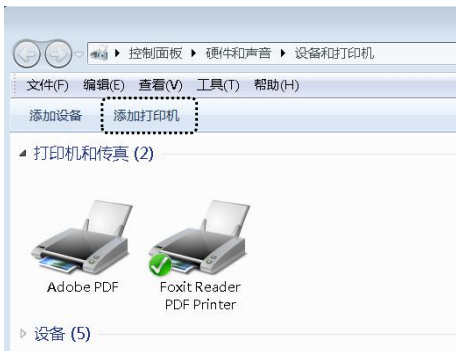 控制面板 ▸ 硬件和声音 ▸ 设备和打印机
文件(F) 编辑(E) 查看(V) 工具(T) 帮助(H)
添加设备 添加打印机
打印机和传真 (2)
Adobe PDF
Foxit Reader
PDF Printer
设备 (5)